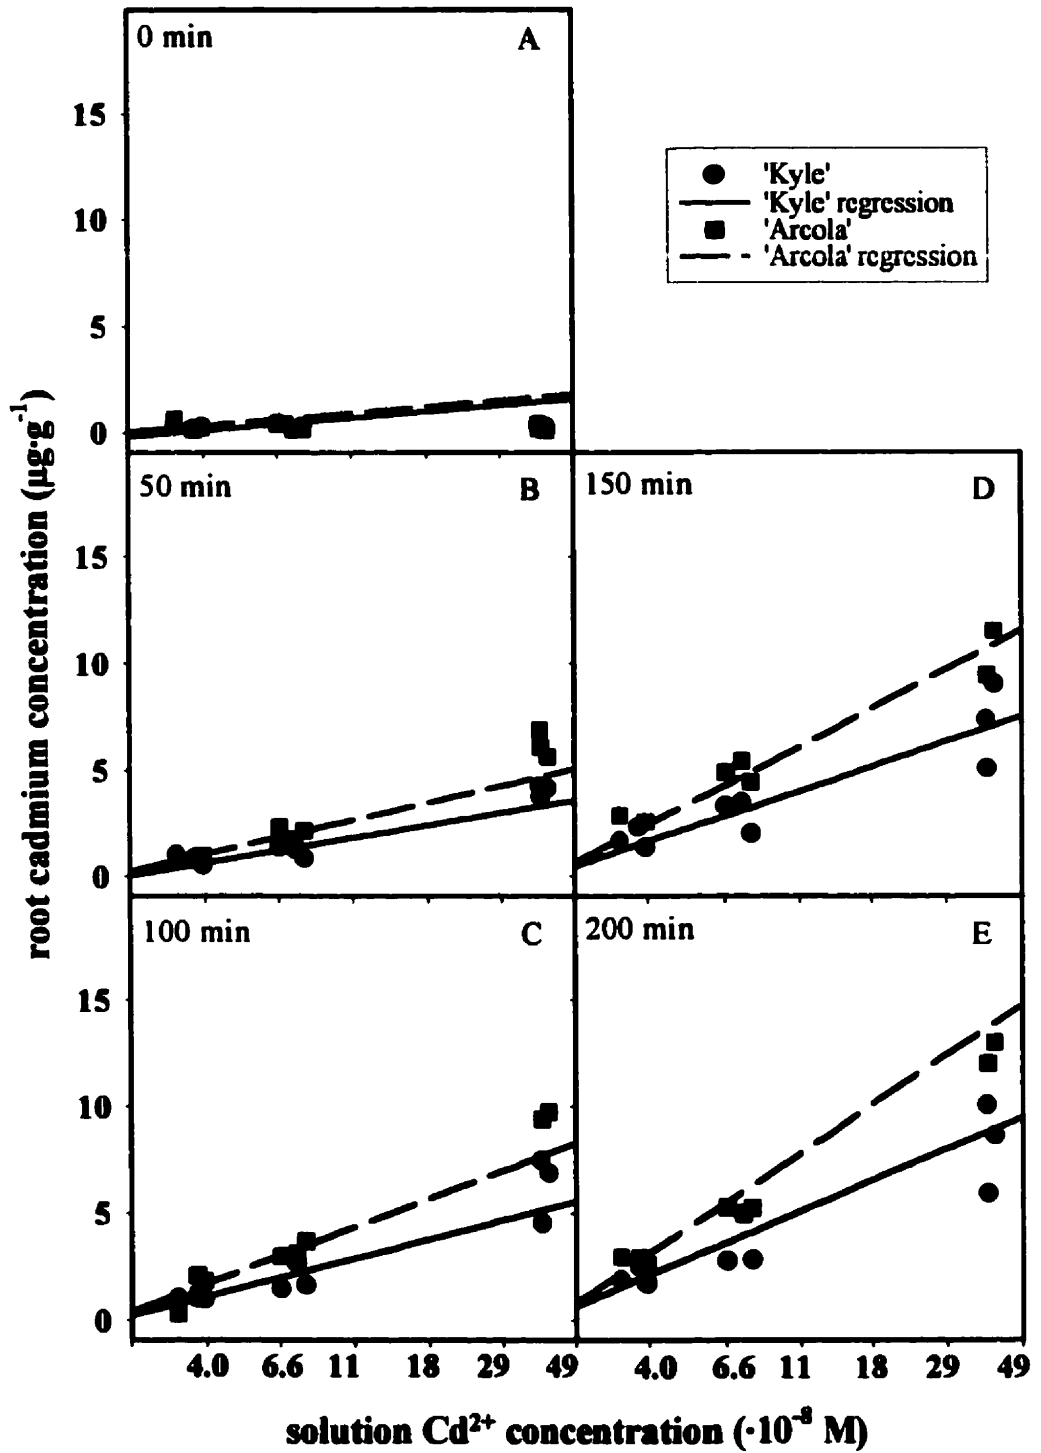 0 min
A
15
10
5
0
'Kyle'
'Kyle' regression
'Arcola'
'Arcola' regression
50 min
B
15
10
5
0
150 min
D
100 min
C
15
10
5
0
200 min
E
4.0 6.6 11 18 29 49
4.0 6.6 11 18 29 49
root cadmium concentration (µg·g⁻¹)
solution Cd²⁺ concentration (·10⁻⁸ M)